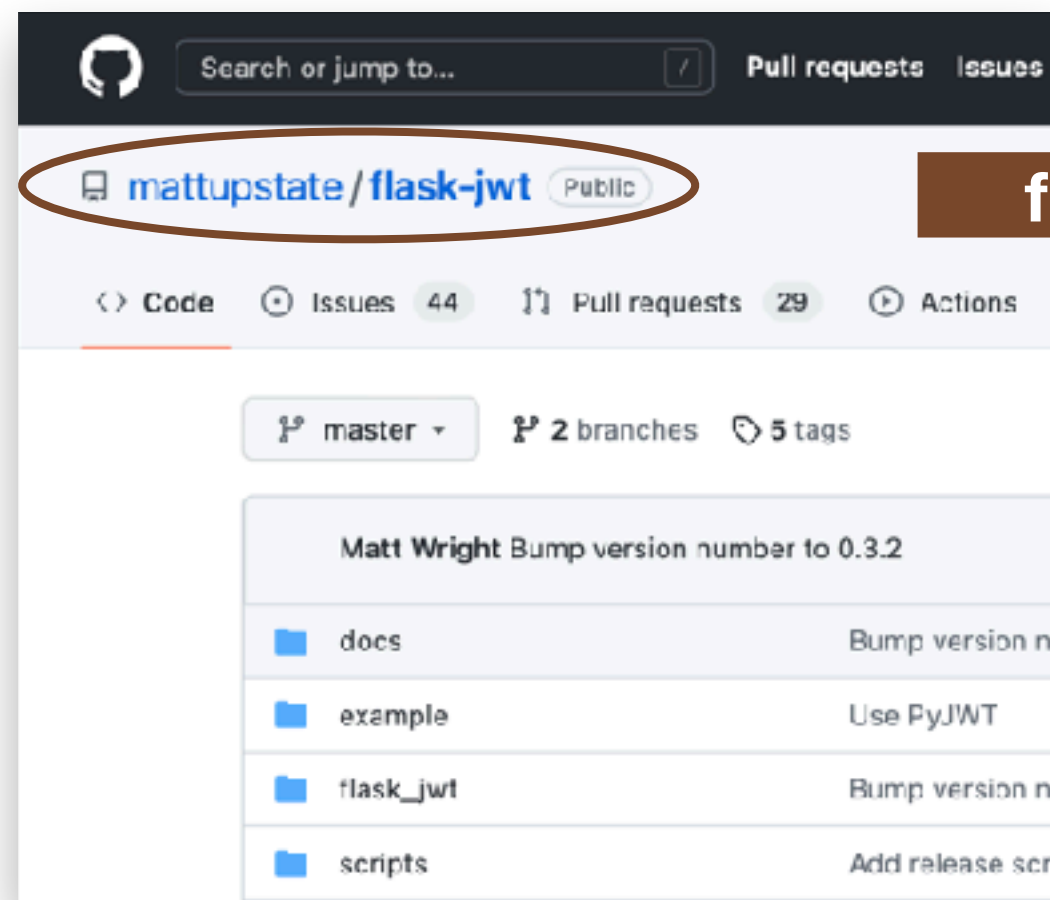 Search or jump to... / Pull requests Issues
mattupstate/flask-jwt Public
f
<> Code Issues 44 Pull requests 29 Actions
master 2 branches 5 tags
Matt Wright Bump version number to 0.3.2
docs Bump version n
example Use PyJWT
flask_jwt Bump version n
scripts Add release scr